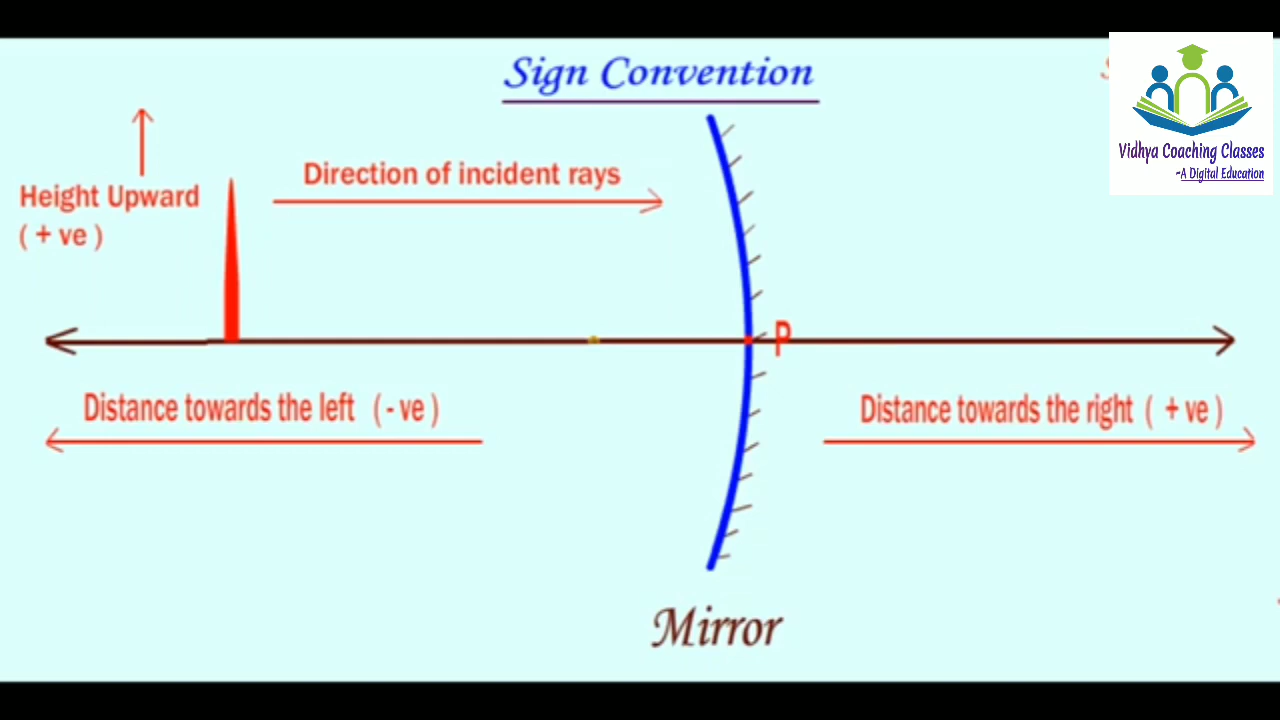 Sign Convention
Vidhya Coaching Classes
~A Digital Education
Direction of incident rays
Height Upward
( + ve )
P
Distance towards the left ( - ve )
Distance towards the right ( + ve )
Mirror